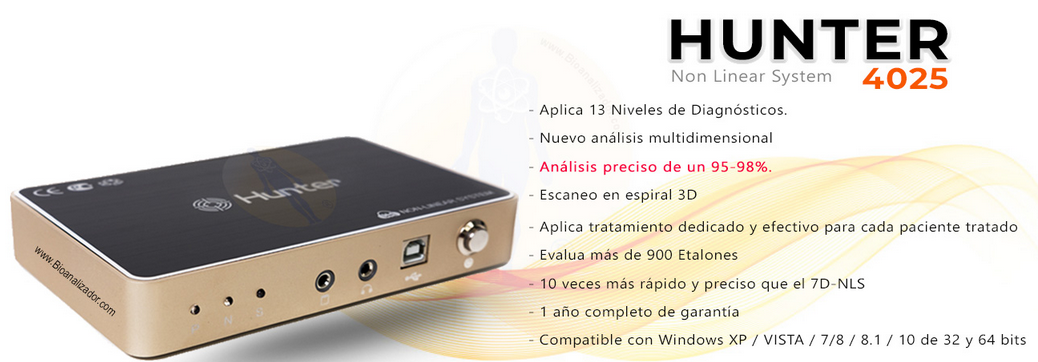 HUNTER
Non Linear System 4025
- Aplica 13 Niveles de Diagnósticos.
- Nuevo análisis multidimensional
- Análisis preciso de un 95-98%.
- Escaneo en espiral 3D
- Aplica tratamiento dedicado y efectivo para cada paciente tratado
- Evalua más de 900 Etalones
- 10 veces más rápido y preciso que el 7D-NLS
- 1 año completo de garantía
- Compatible con Windows XP / VISTA / 7/8 / 8.1 / 10 de 32 y 64 bits
CE
Hunter
NON-LINEAR SYSTEM
www.Bioanalizador.com
N S